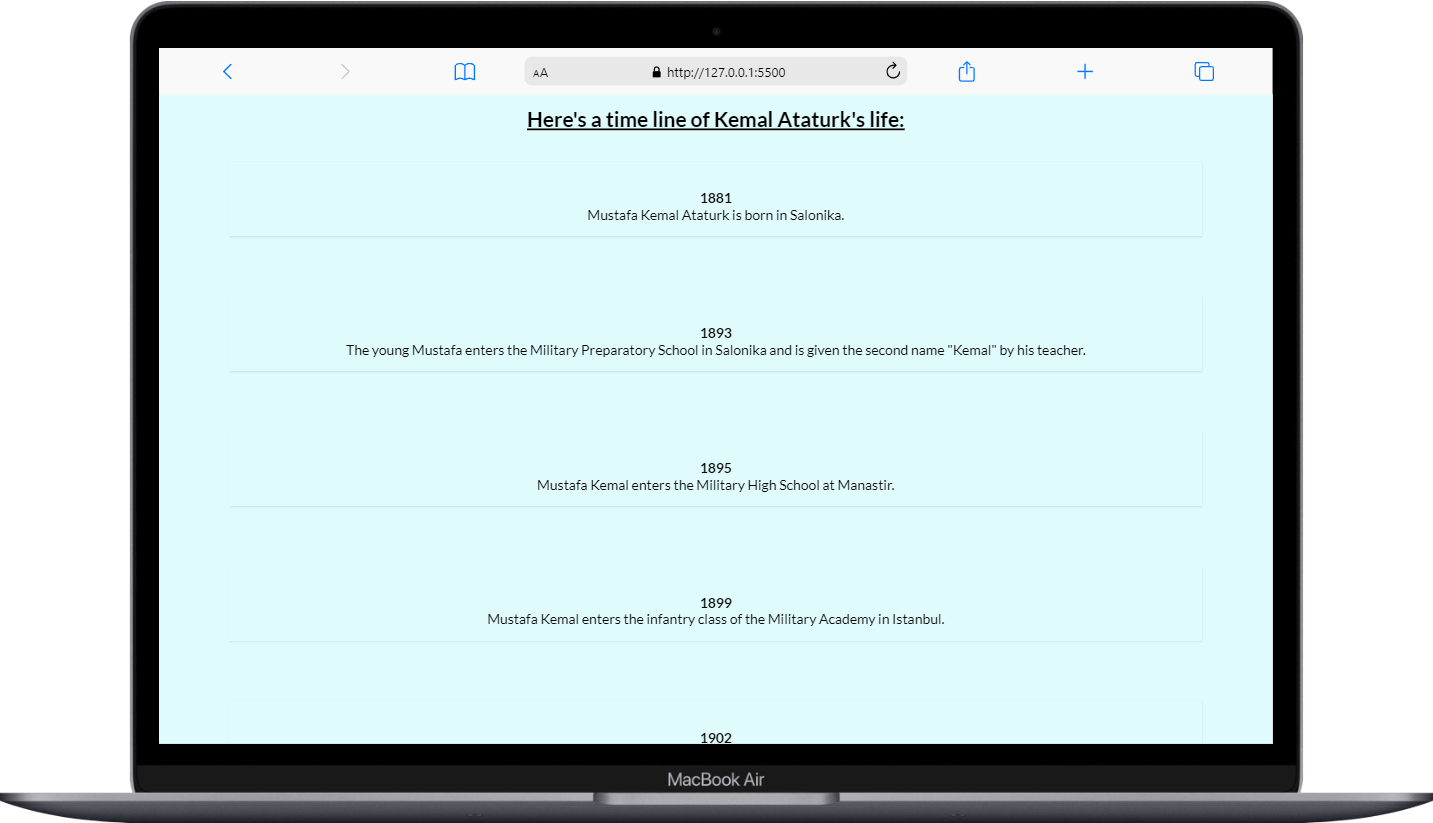 AA
http://127.0.0.1:5500
Here's a time line of Kemal Ataturk's life:
1881
Mustafa Kemal Ataturk is born in Salonika.
1893
The young Mustafa enters the Military Preparatory School in Salonika and is given the second name "Kemal" by his teacher.
1895
Mustafa Kemal enters the Military High School at Manastir.
1899
Mustafa Kemal enters the infantry class of the Military Academy in Istanbul.
1902
MacBook Air